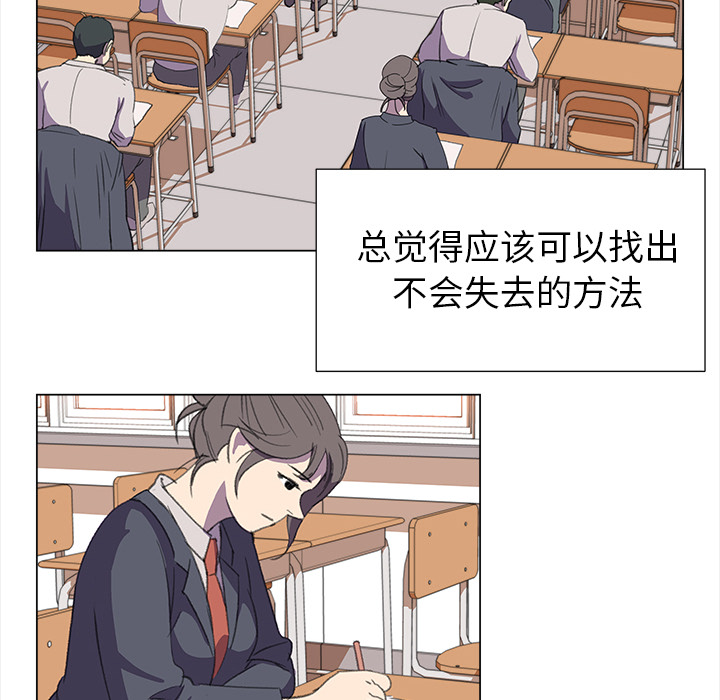 总觉得应该可以找出
不会失去的方法